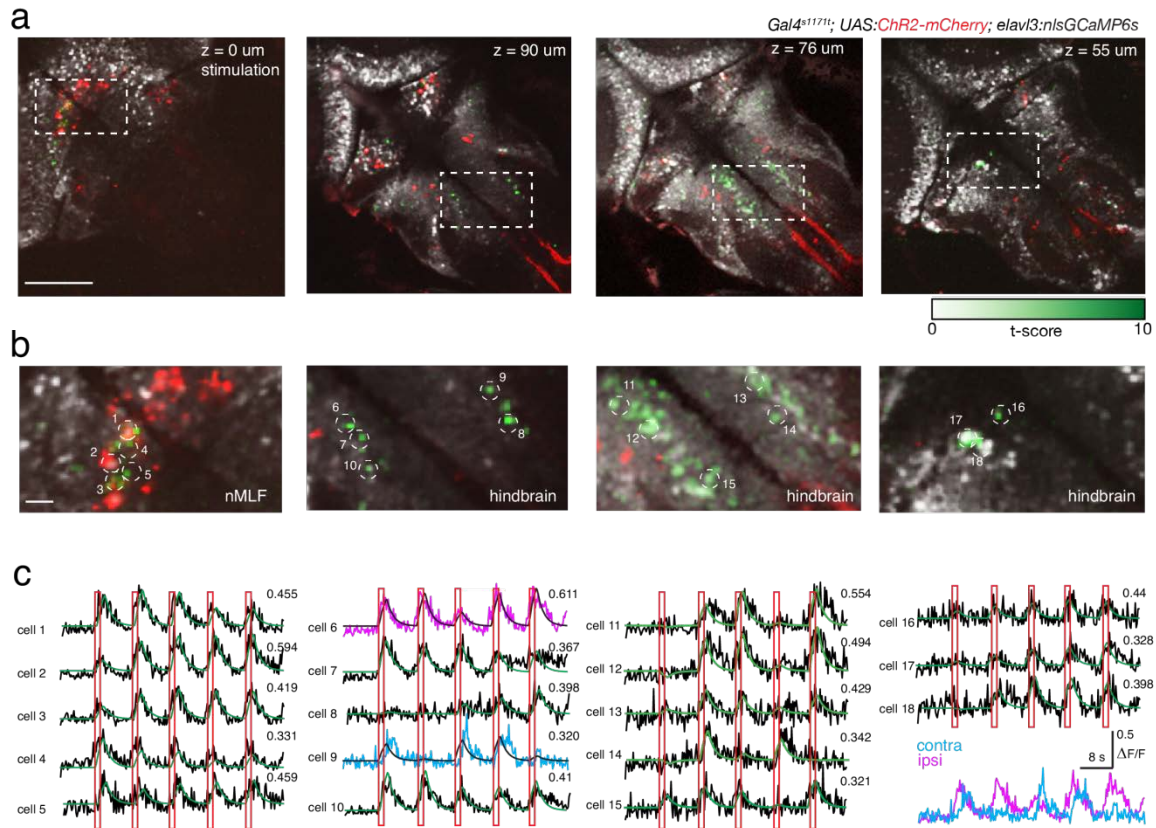 a
Gal4s1171t; UAS:ChR2-mCherry; elavl3:nlsGCaMP6s
z = 0 um
stimulation
z = 90 um
z = 76 um
z = 55 um
0
10
t-score
b
1
2
3
4
5
nMLF
6
7
8
9
10
hindbrain
11
12
13
14
15
hindbrain
16
17
18
hindbrain
c
cell 1
0.455
cell 2
0.594
cell 3
0.419
cell 4
0.331
cell 5
0.459
cell 6
0.611
cell 7
0.367
cell 8
0.398
cell 9
0.320
cell 10
0.41
cell 11
0.554
cell 12
0.494
cell 13
0.429
cell 14
0.342
cell 15
0.321
cell 16
0.44
cell 17
0.328
cell 18
0.398
contra
ipsi
8 s
0.5
ΔF/F